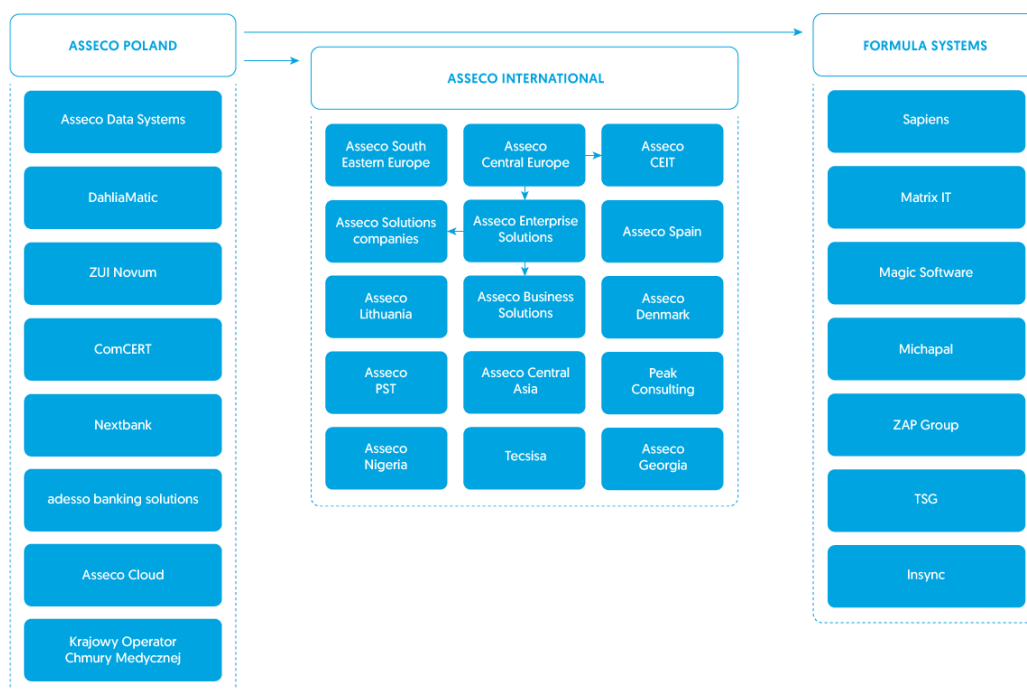 ASSECO POLAND
Asseco Data Systems
DahliaMatic
ZUI Novum
ComCERT
Nextbank
adesso banking solutions
Asseco Cloud
Krajowy Operator
Chmury Medycznej
ASSECO INTERNATIONAL
Asseco South
Eastern Europe
Asseco
Central Europe
Asseco
CEIT
Asseco Solutions
companies
Asseco Enterprise
Solutions
Asseco Spain
Asseco
Lithuania
Asseco Business
Solutions
Asseco
Denmark
Asseco
PST
Asseco Central
Asia
Peak
Consulting
Asseco
Nigeria
Tecsisa
Asseco
Georgia
FORMULA SYSTEMS
Sapiens
Matrix IT
Magic Software
Michapal
ZAP Group
TSG
Insync